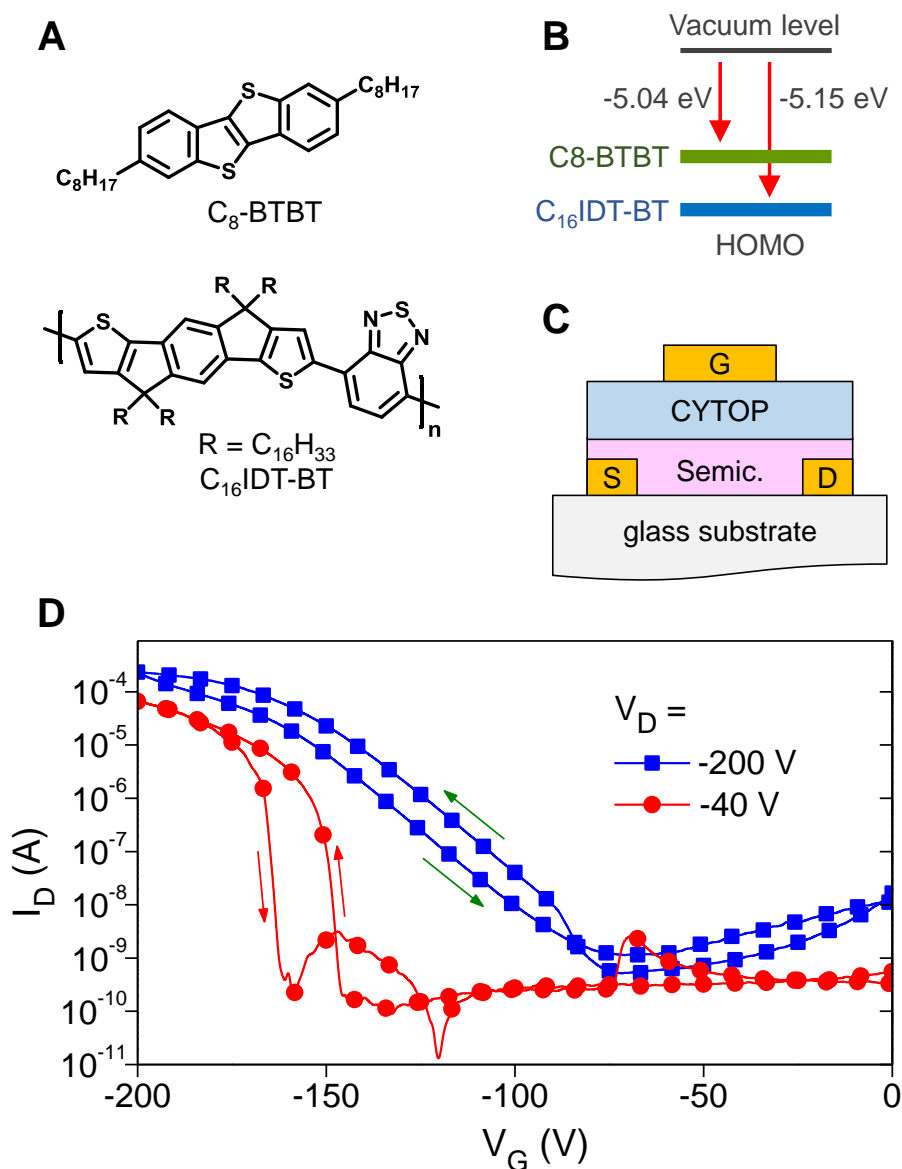 A
S
C8H17
S
C8H17
C8-BTBT
R R
S
N S N
S
R R
n
R = C16H33
C16IDT-BT
B
Vacuum level
-5.04 eV
-5.15 eV
C8-BTBT
C16IDT-BT
HOMO
C
G
CYTOP
S
Semic.
D
glass substrate
D
VD =
-200 V
-40 V
10-4
10-5
10-6
10-7
10-8
10-9
10-10
10-11
ID (A)
-200
-150
-100
-50
0
VG (V)